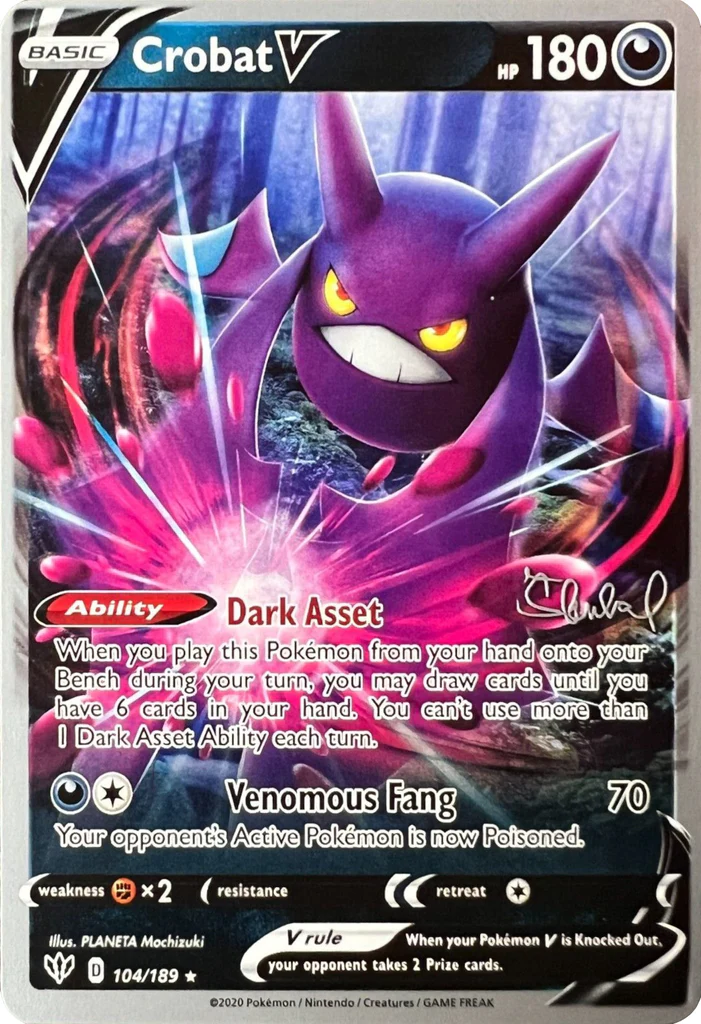 BASIC
Crobat V
HP 180
Ability Dark Asset
When you play this Pokémon from your hand onto your
Bench during your turn, you may draw cards until you
have 6 cards in your hand. You can't use more than
1 Dark Asset Ability each turn.
Venomous Fang 70
Your opponent's Active Pokémon is now Poisoned.
weakness ×2 resistance retreat
Illus. PLANETA Mochizuki
V rule When your Pokémon V is Knocked Out,
your opponent takes 2 Prize cards.
D 104/189
©2020 Pokémon / Nintendo / Creatures / GAME FREAK